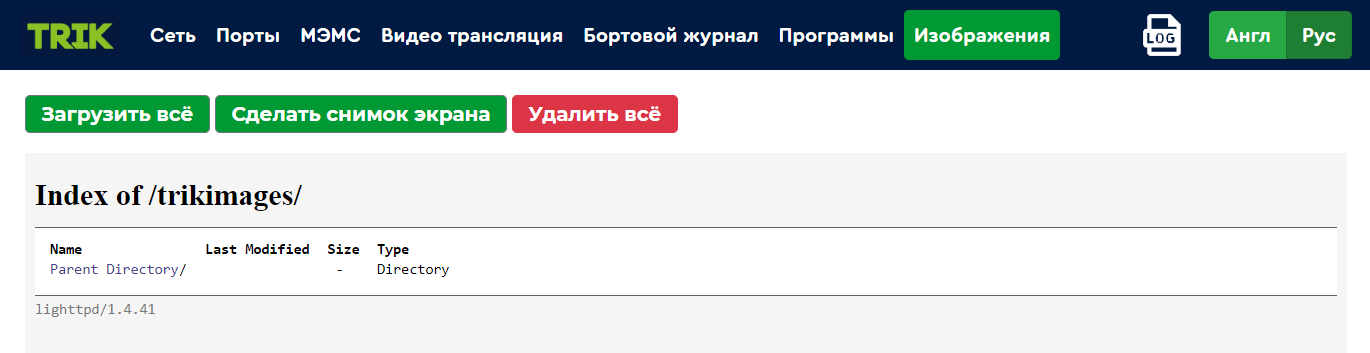 TRIK Сеть Порты МЭМС Видео трансляция Бортовой журнал Программы Изображения LOG Англ Рус
Загрузить всё Сделать снимок экрана Удалить всё
Index of /trikimages/
Name Last Modified Size Type
Parent Directory/ - Directory
lighttpd/1.4.41